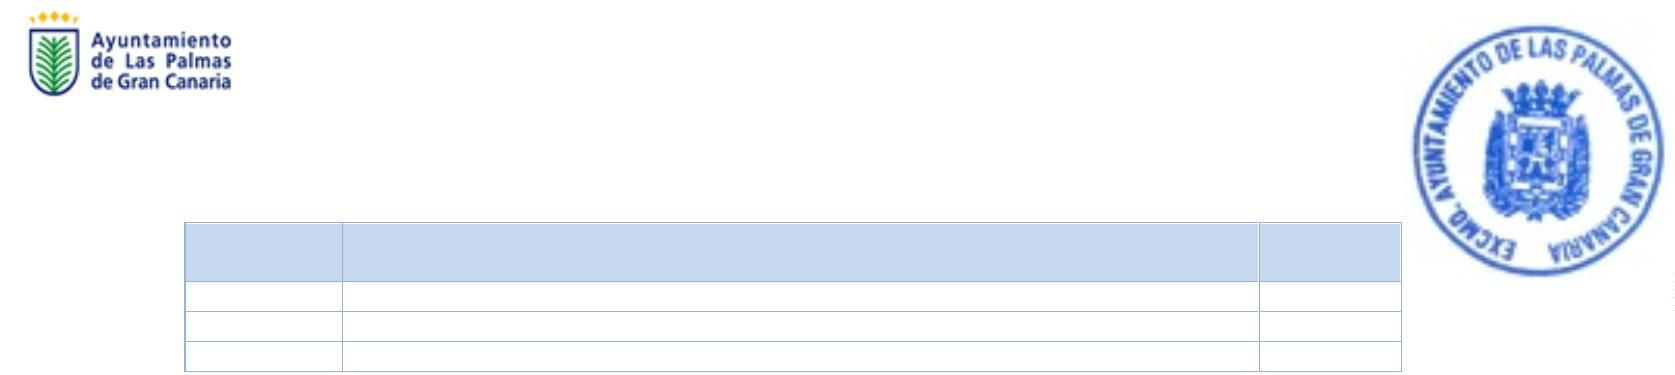 Ayuntamiento
de Las Palmas
de Gran Canaria
EXCMO. AYUNTAMIENTO DE LAS PALMAS DE GRAN CANARIA